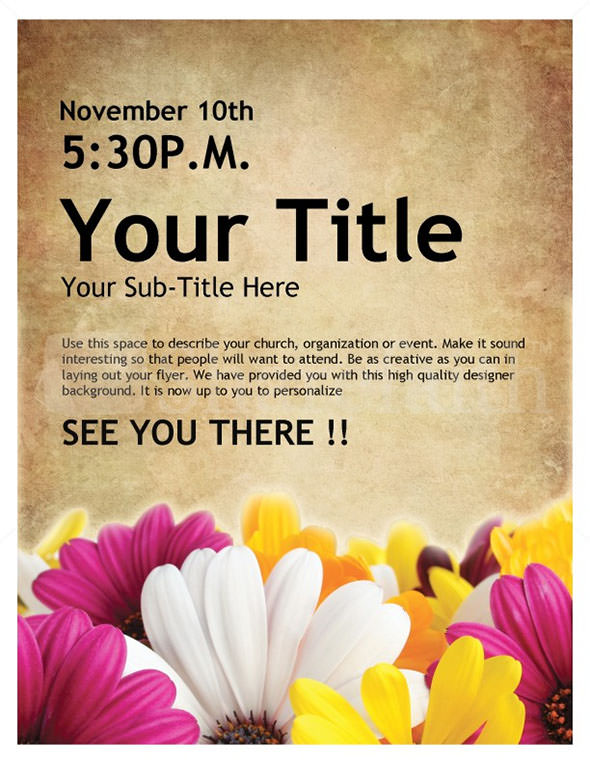 November 10th
5:30P.M.
Your Title
Your Sub-Title Here
Use this space to describe your church, organization or event. Make it sound
interesting so that people will want to attend. Be as creative as you can in
laying out your flyer. We have provided you with this high quality designer
background. It is now up to you to personalize
SEE YOU THERE !!